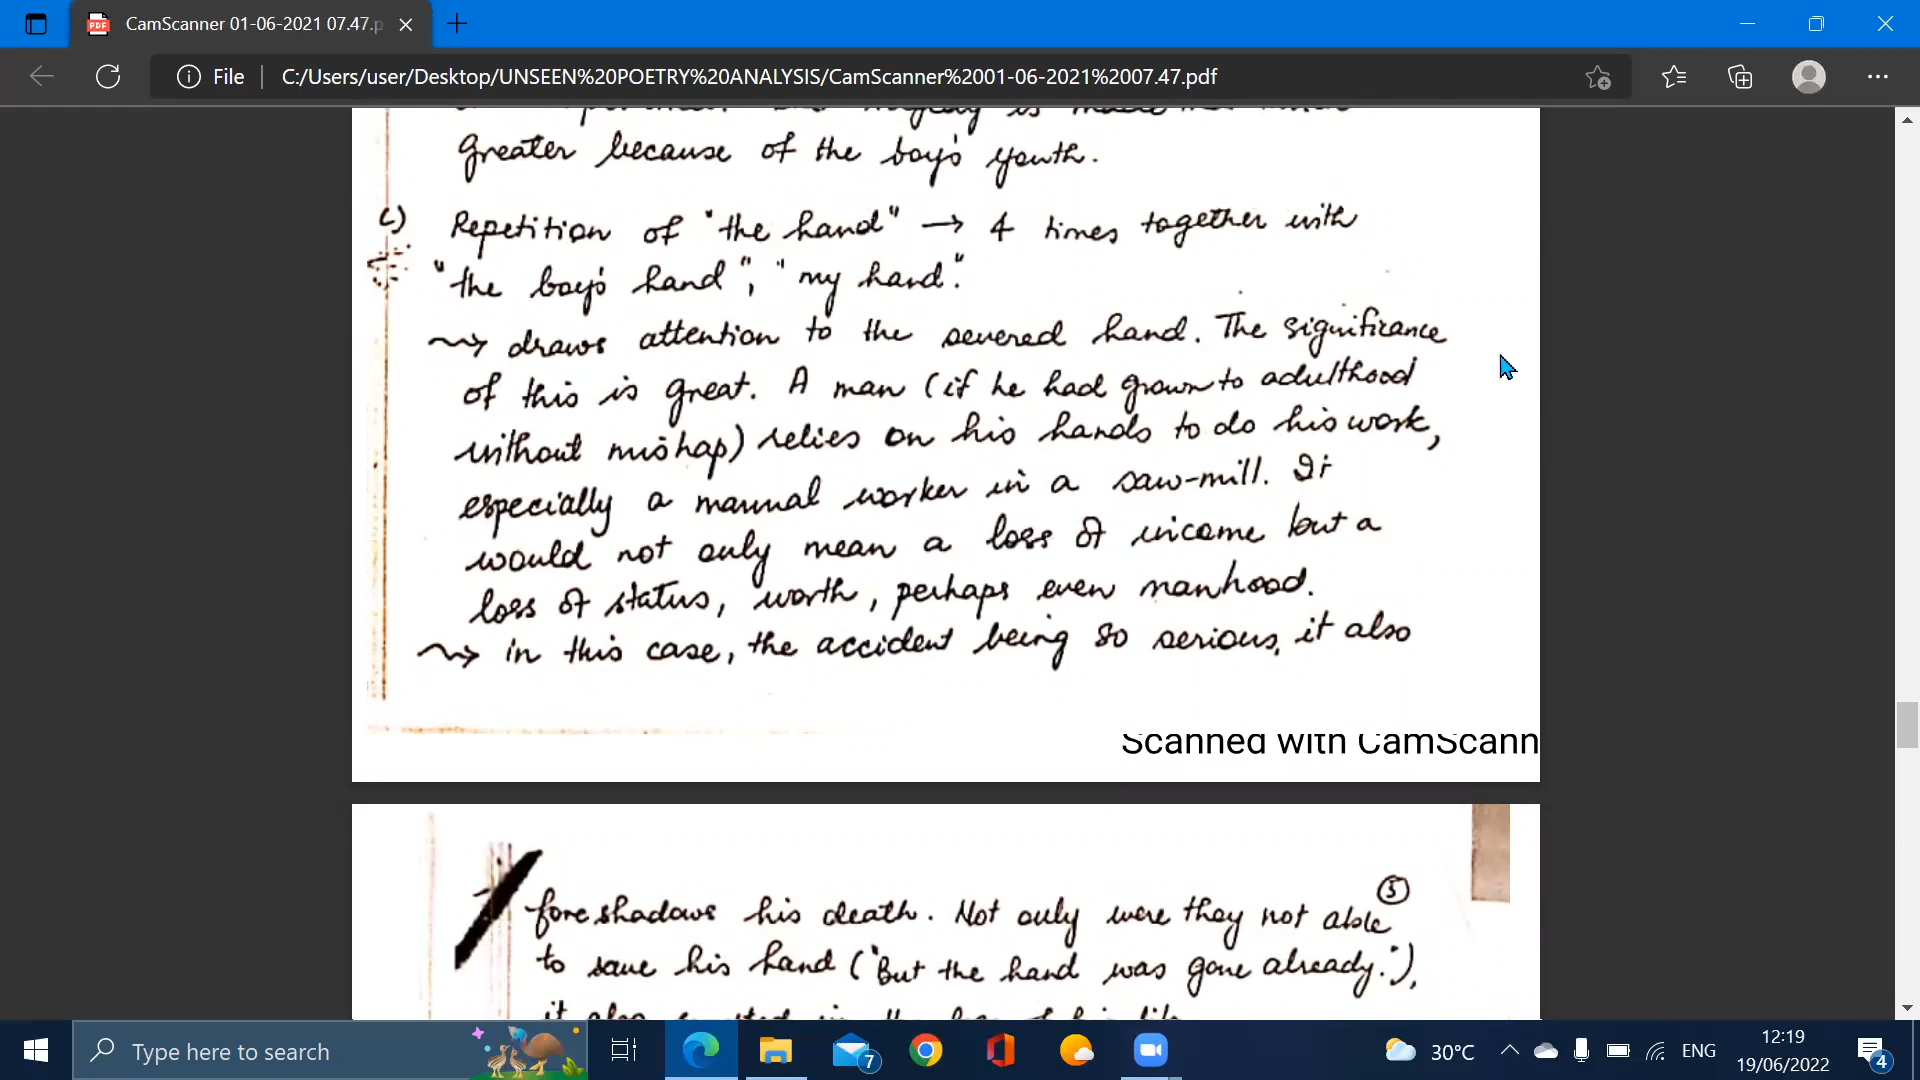 CamScanner 01-06-2021 07.47.p
File C:/Users/user/Desktop/UNSEEN%20POETRY%20ANALYSIS/CamScanner%2001-06-2021%2007.47.pdf
greater because of the boy's youth.
c) Repetition of "the hand" → 4 times together with
"the boy's hand", "my hand."
draws attention to the severed hand. The significance
of this is great. A man (if he had grown to adulthood
without mishap) relies on his hands to do his work,
especially a manual worker in a saw-mill. It
would not only mean a loss of income but a
loss of status, worth, perhaps even manhood.
in this case, the accident being so serious, it also
Scanned with CamScann
5
foreshadows his death. Not only were they not able
to save his hand ("But the hand was gone already."),
Type here to search
7
30°C
ENG
12:19
19/06/2022
4